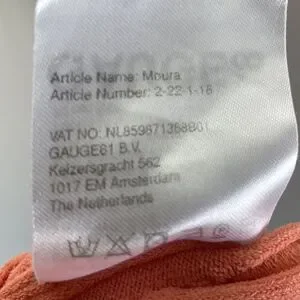 Article Name: Moura
Article Number: 2-22-1-18
VAT NO: NL859871368B01
GAUGE81 B.V.
Keizersgracht 562
1017 EM Amsterdam
The Netherlands